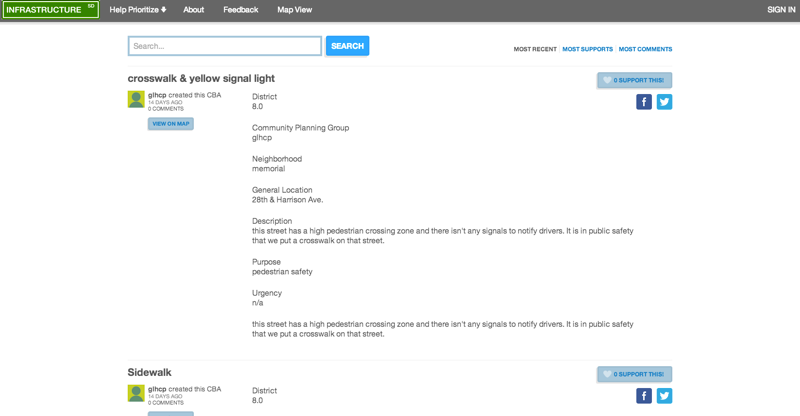 INFRASTRUCTURE SD Help Prioritize About Feedback Map View SIGN IN
Search... SEARCH MOST RECENT MOST SUPPORTS MOST COMMENTS
crosswalk & yellow signal light 0 SUPPORT THIS!
glhcp created this CBA
14 DAYS AGO
0 COMMENTS
VIEW ON MAP
District
8.0
Community Planning Group
glhcp
Neighborhood
memorial
General Location
28th & Harrison Ave.
Description
this street has a high pedestrian crossing zone and there isn't any signals to notify drivers. It is in public safety
that we put a crosswalk on that street.
Purpose
pedestrian safety
Urgency
n/a
this street has a high pedestrian crossing zone and there isn't any signals to notify drivers. It is in public safety
that we put a crosswalk on that street.
Sidewalk 0 SUPPORT THIS!
glhcp created this CBA
14 DAYS AGO
0 COMMENTS
District
8.0